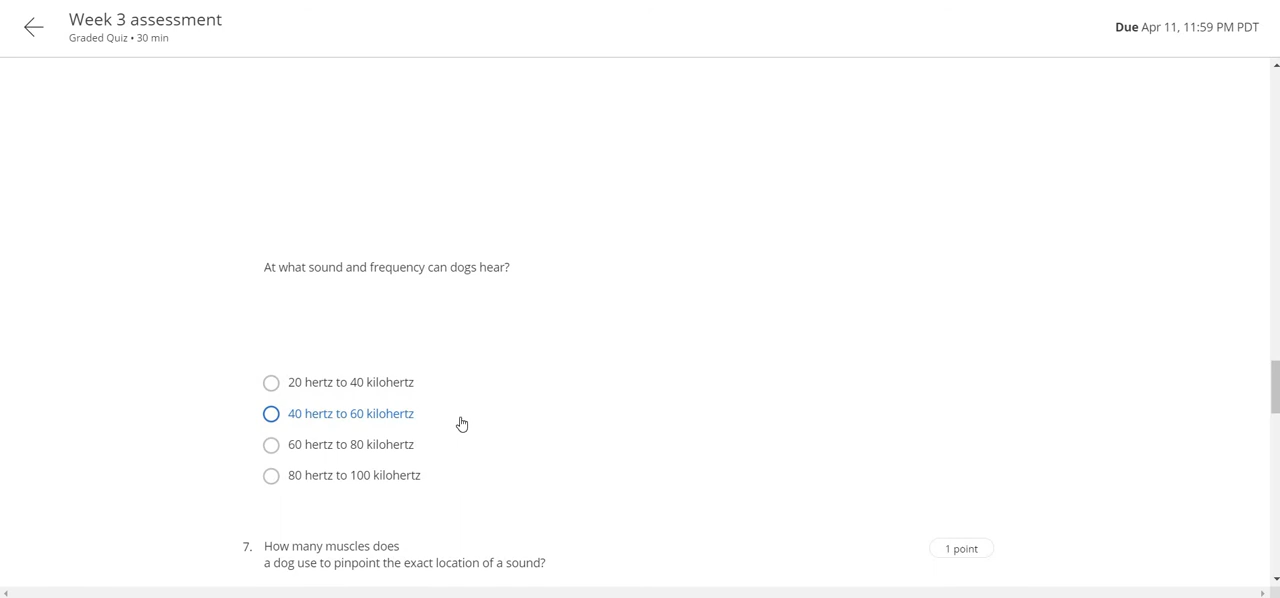 Week 3 assessment
Graded Quiz • 30 min
Due Apr 11, 11:59 PM PDT
At what sound and frequency can dogs hear?
20 hertz to 40 kilohertz
40 hertz to 60 kilohertz
60 hertz to 80 kilohertz
80 hertz to 100 kilohertz
7. How many muscles does
a dog use to pinpoint the exact location of a sound?
1 point